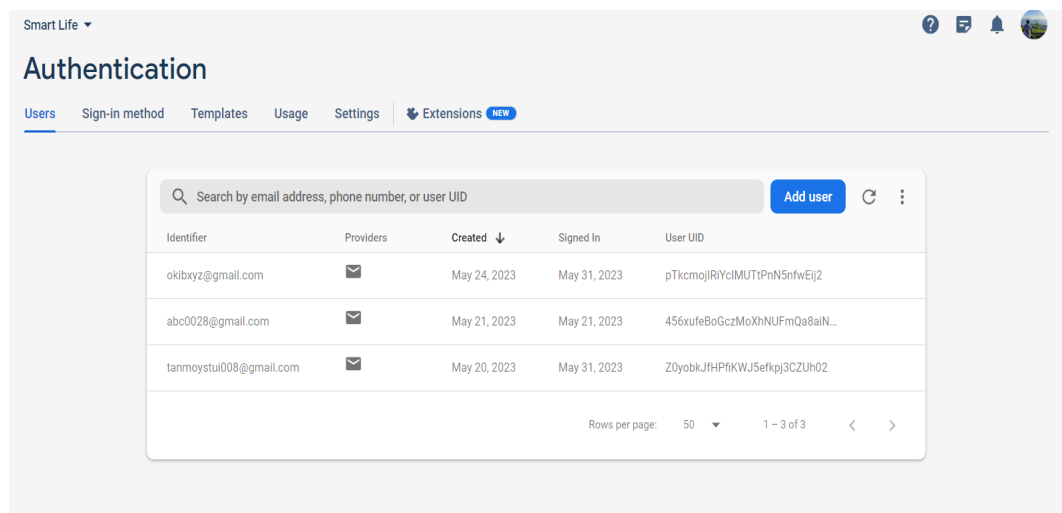 Smart Life
Authentication
Users Sign-in method Templates Usage Settings Extensions NEW
Search by email address, phone number, or user UID Add user
Identifier Providers Created Signed In User UID
okibxyz@gmail.com May 24, 2023 May 31, 2023 pTkcmojlRiYclMUTtPnN5nfwEij2
abc0028@gmail.com May 21, 2023 May 21, 2023 456xufeBoGczMoXhNUFmQa8aiN...
tanmoystui008@gmail.com May 20, 2023 May 31, 2023 Z0yobkJfHPfiKWJ5efkpj3CZUh02
Rows per page: 50 1 – 3 of 3